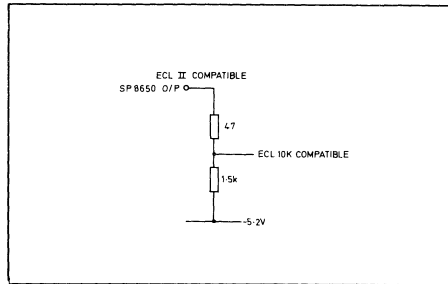 ECL II COMPATIBLE
SP 8650 O/P
47
ECL 10K COMPATIBLE
1·5k
-5·2V